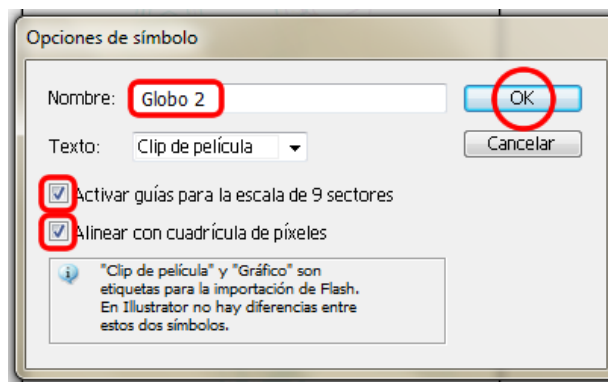 Opciones de símbolo
Nombre: Globo 2 OK
Texto: Clip de película Cancelar
Activar guías para la escala de 9 sectores
Alinear con cuadrícula de píxeles
"Clip de película" y "Gráfico" son
etiquetas para la importación de Flash.
En Illustrator no hay diferencias entre
estos dos símbolos.